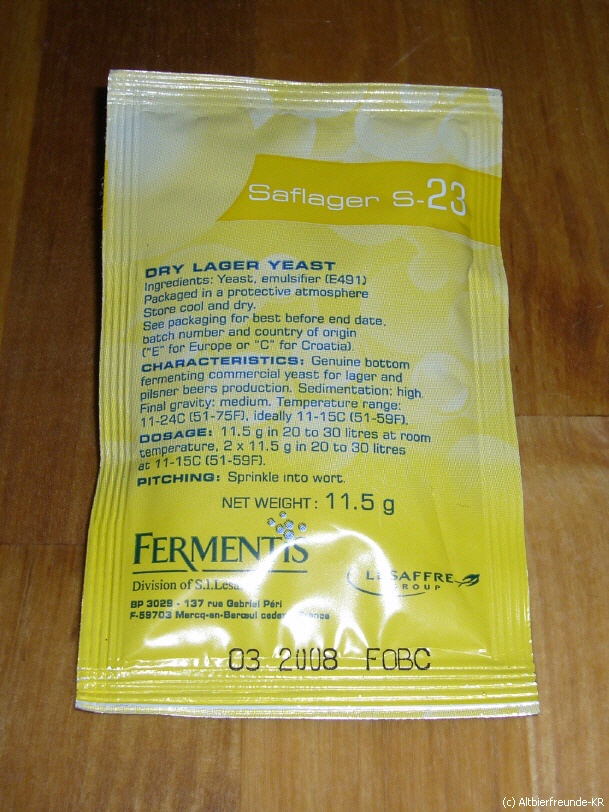 Saflager S-23
DRY LAGER YEAST
Ingredients: Yeast, emulsifier (E491)
Packaged in a protective atmosphere
Store cool and dry.
See packaging for best before end date,
batch number and country of origin
("E" for Europe or "C" for Croatia)
CHARACTERISTICS: Genuine bottom
fermenting commercial yeast for lager and
pilsner beers production. Sedimentation: high.
Final gravity: medium. Temperature range:
11-24C (51-75F), ideally 11-15C (51-59F).
DOSAGE: 11.5 g in 20 to 30 litres at room
temperature, 2 x 11.5 g in 20 to 30 litres
at 11-15C (51-59F).
PITCHING: Sprinkle into wort.
NET WEIGHT: 11.5 g
FERMENTIS
Division of S.I.Lesa
LESAFFRE
GROUP
BP 3029 - 137 rue Gabriel Péri
F-59703 Marcq-en-Barœul cedex France
03 2008 F0BC
(c) Altbierfreunde-KR